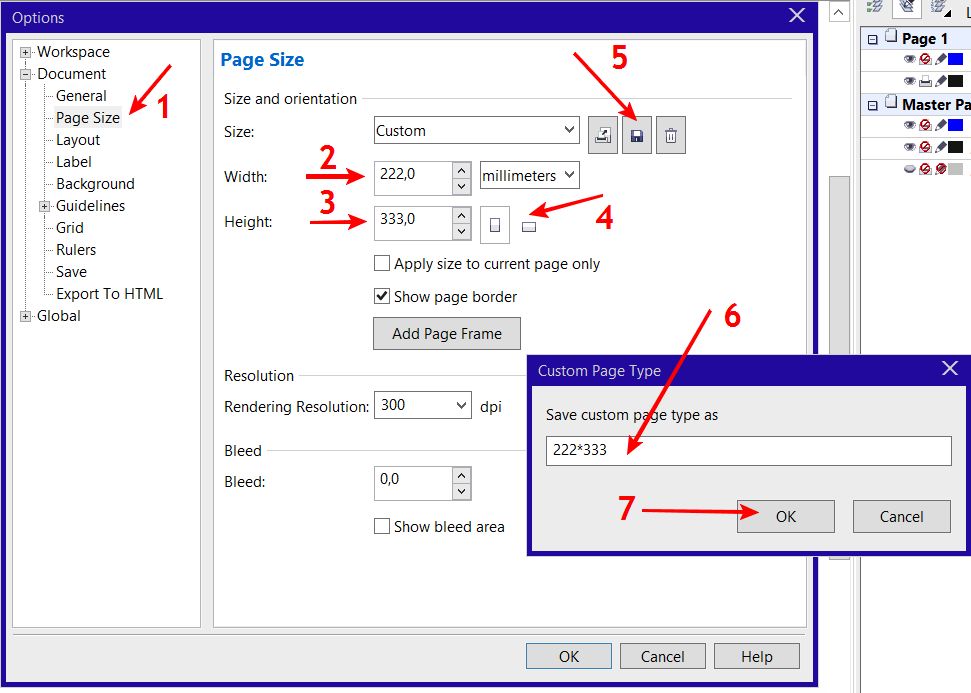 Options
Workspace
Document
General
Page Size
Layout
Label
Background
Guidelines
Grid
Rulers
Save
Export To HTML
Global
1
Page Size
5
Size and orientation
Size: Custom
2
Width: 222,0 millimeters
3
Height: 333,0
4
Apply size to current page only
Show page border
Add Page Frame
6
Resolution
Rendering Resolution: 300 dpi
Bleed
Bleed: 0,0
Show bleed area
Custom Page Type
Save custom page type as
222*333
7
OK Cancel
OK Cancel Help
Page 1
Master Pa